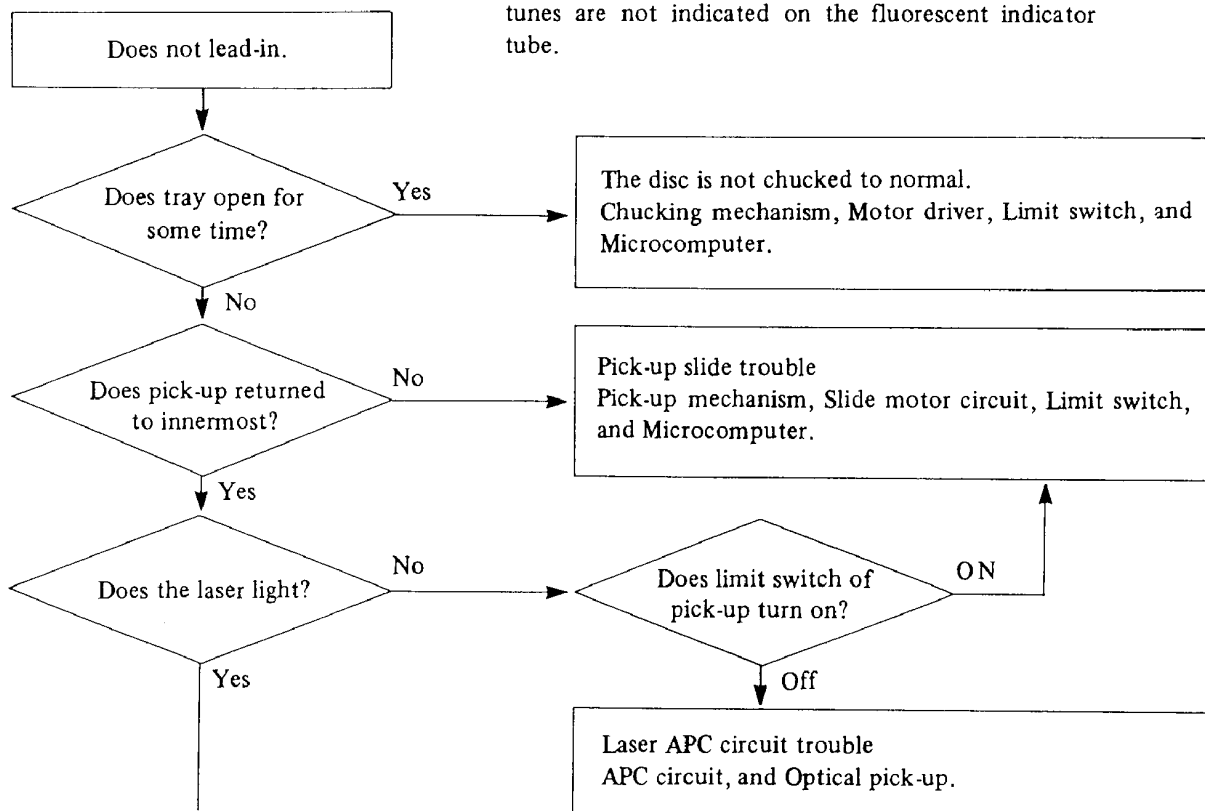 tunes are not indicated on the fluorescent indicator
tube.
Does not lead-in.
Does tray open for
some time?
Yes
The disc is not chucked to normal.
Chucking mechanism, Motor driver, Limit switch, and
Microcomputer.
No
Does pick-up returned
to innermost?
No
Pick-up slide trouble
Pick-up mechanism, Slide motor circuit, Limit switch,
and Microcomputer.
Yes
Does the laser light?
No
Does limit switch of
pick-up turn on?
ON
Yes
Off
Laser APC circuit trouble
APC circuit, and Optical pick-up.